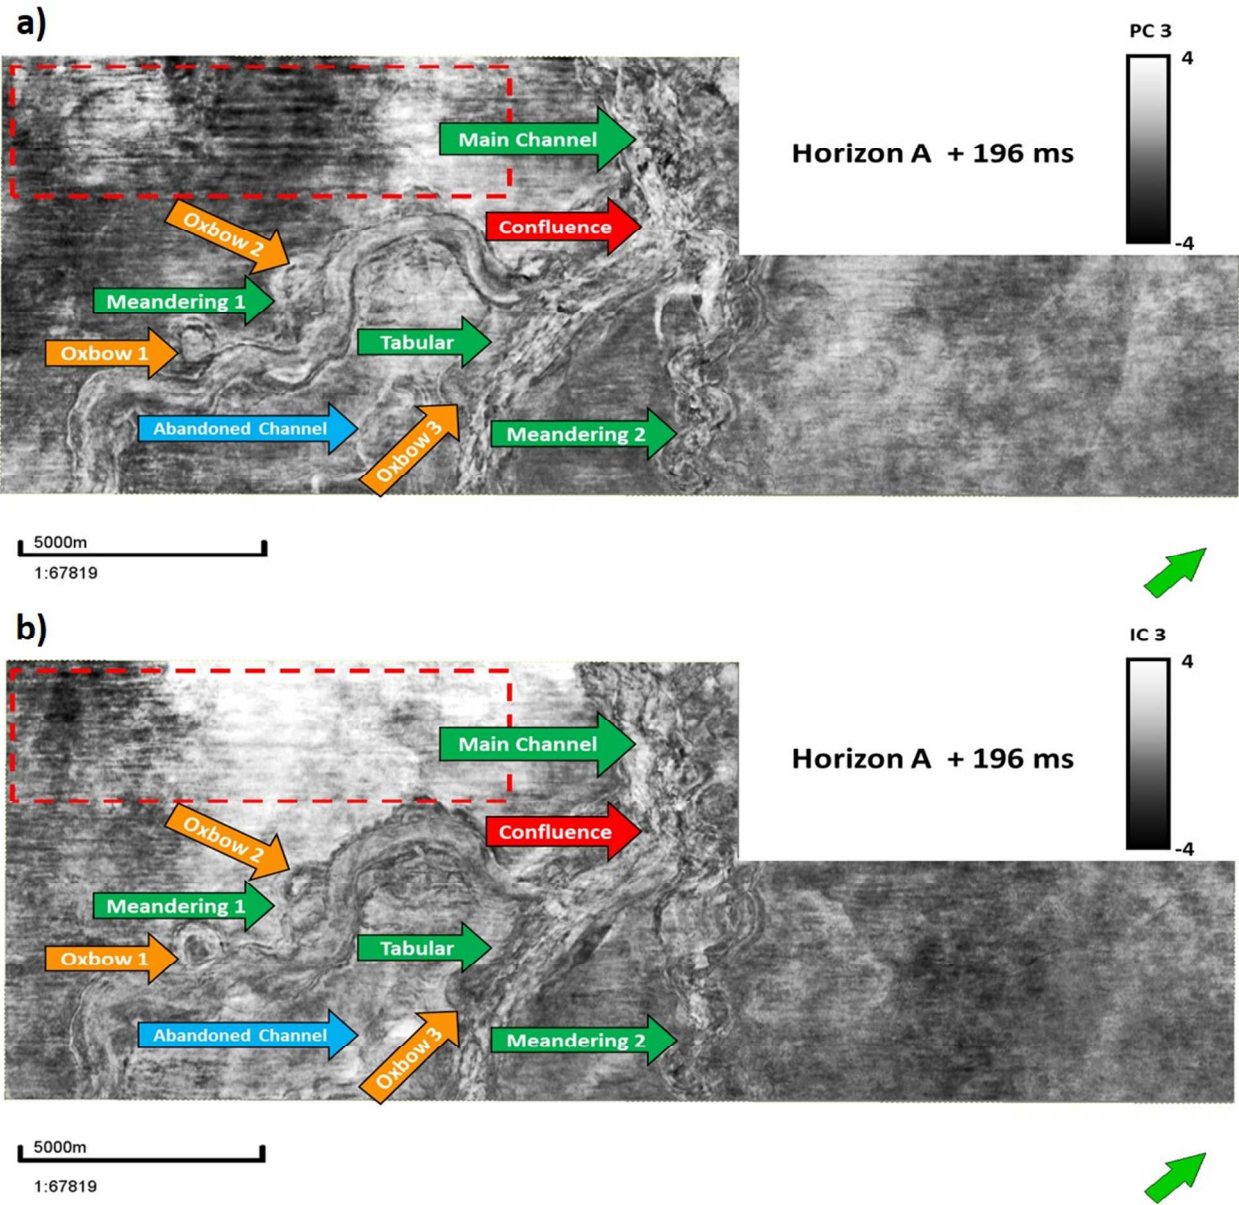 a)
PC 3
4
-4
Main Channel
Horizon A + 196 ms
Oxbow 2
Confluence
Meandering 1
Tabular
Oxbow 1
Abandoned Channel
Oxbow 3
Meandering 2
5000m
1:67819
b)
IC 3
4
-4
Main Channel
Horizon A + 196 ms
Oxbow 2
Confluence
Meandering 1
Tabular
Oxbow 1
Abandoned Channel
Oxbow 3
Meandering 2
5000m
1:67819